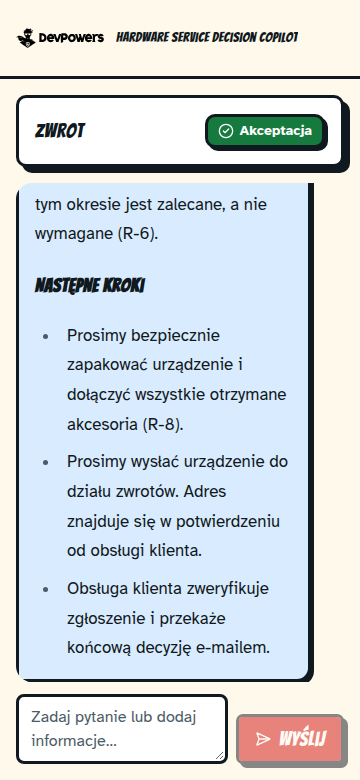 DevPowers HARDWARE SERVICE DECISION COPILOT
ZWROT Akceptacja
tym okresie jest zalecane, a nie
wymagane (R-6).
NASTĘPNE KROKI
Prosimy bezpiecznie
zapakować urządzenie i
dołączyć wszystkie otrzymane
akcesoria (R-8).
Prosimy wysłać urządzenie do
działu zwrotów. Adres
znajduje się w potwierdzeniu
od obsługi klienta.
Obsługa klienta zweryfikuje
zgłoszenie i przekaże
końcową decyzję e-mailem.
Zadaj pytanie lub dodaj
informacje...
WYŚLIJ